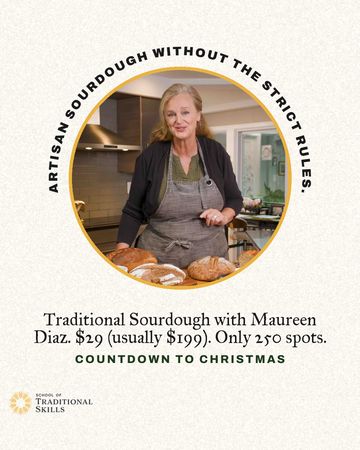 ARTISAN SOURDOUGH WITHOUT THE STRICT RULES.
Traditional Sourdough with Maureen
Diaz. $29 (usually $199). Only 250 spots.
COUNTDOWN TO CHRISTMAS
SCHOOL OF
TRADITIONAL
SKILLS